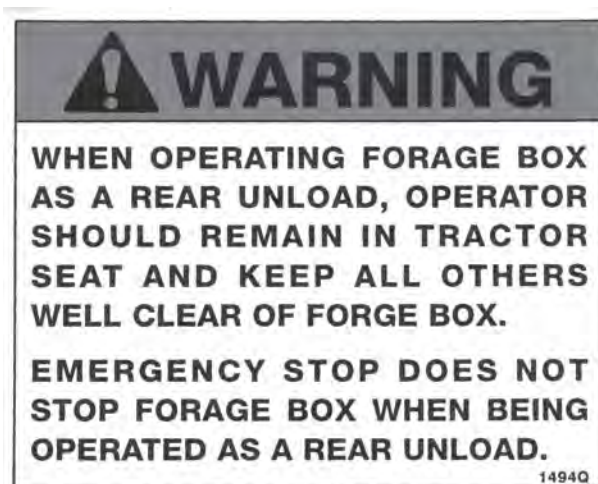 WARNING
WHEN OPERATING FORAGE BOX
AS A REAR UNLOAD, OPERATOR
SHOULD REMAIN IN TRACTOR
SEAT AND KEEP ALL OTHERS
WELL CLEAR OF FORGE BOX.
EMERGENCY STOP DOES NOT
STOP FORAGE BOX WHEN BEING
OPERATED AS A REAR UNLOAD.
1494Q